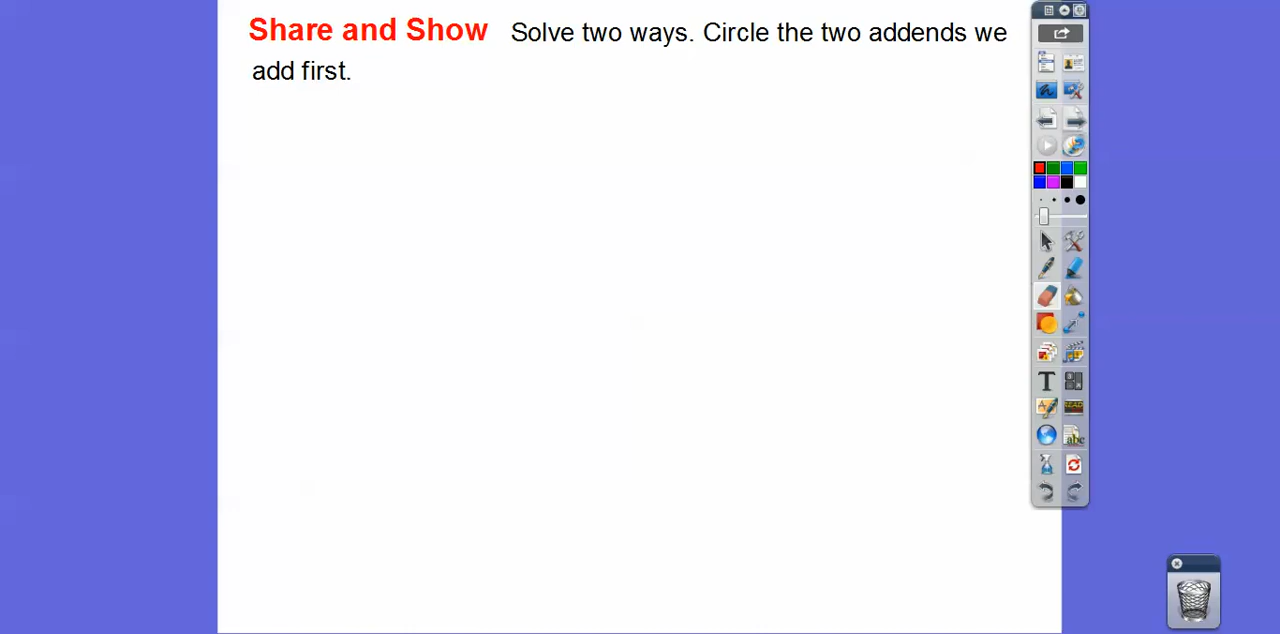 Share and Show Solve two ways. Circle the two addends we
add first.